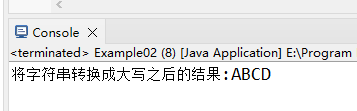 Console
<terminated> Example02 (8) [Java Application] E:\Program
将字符串转换成大写之后的结果:ABCD